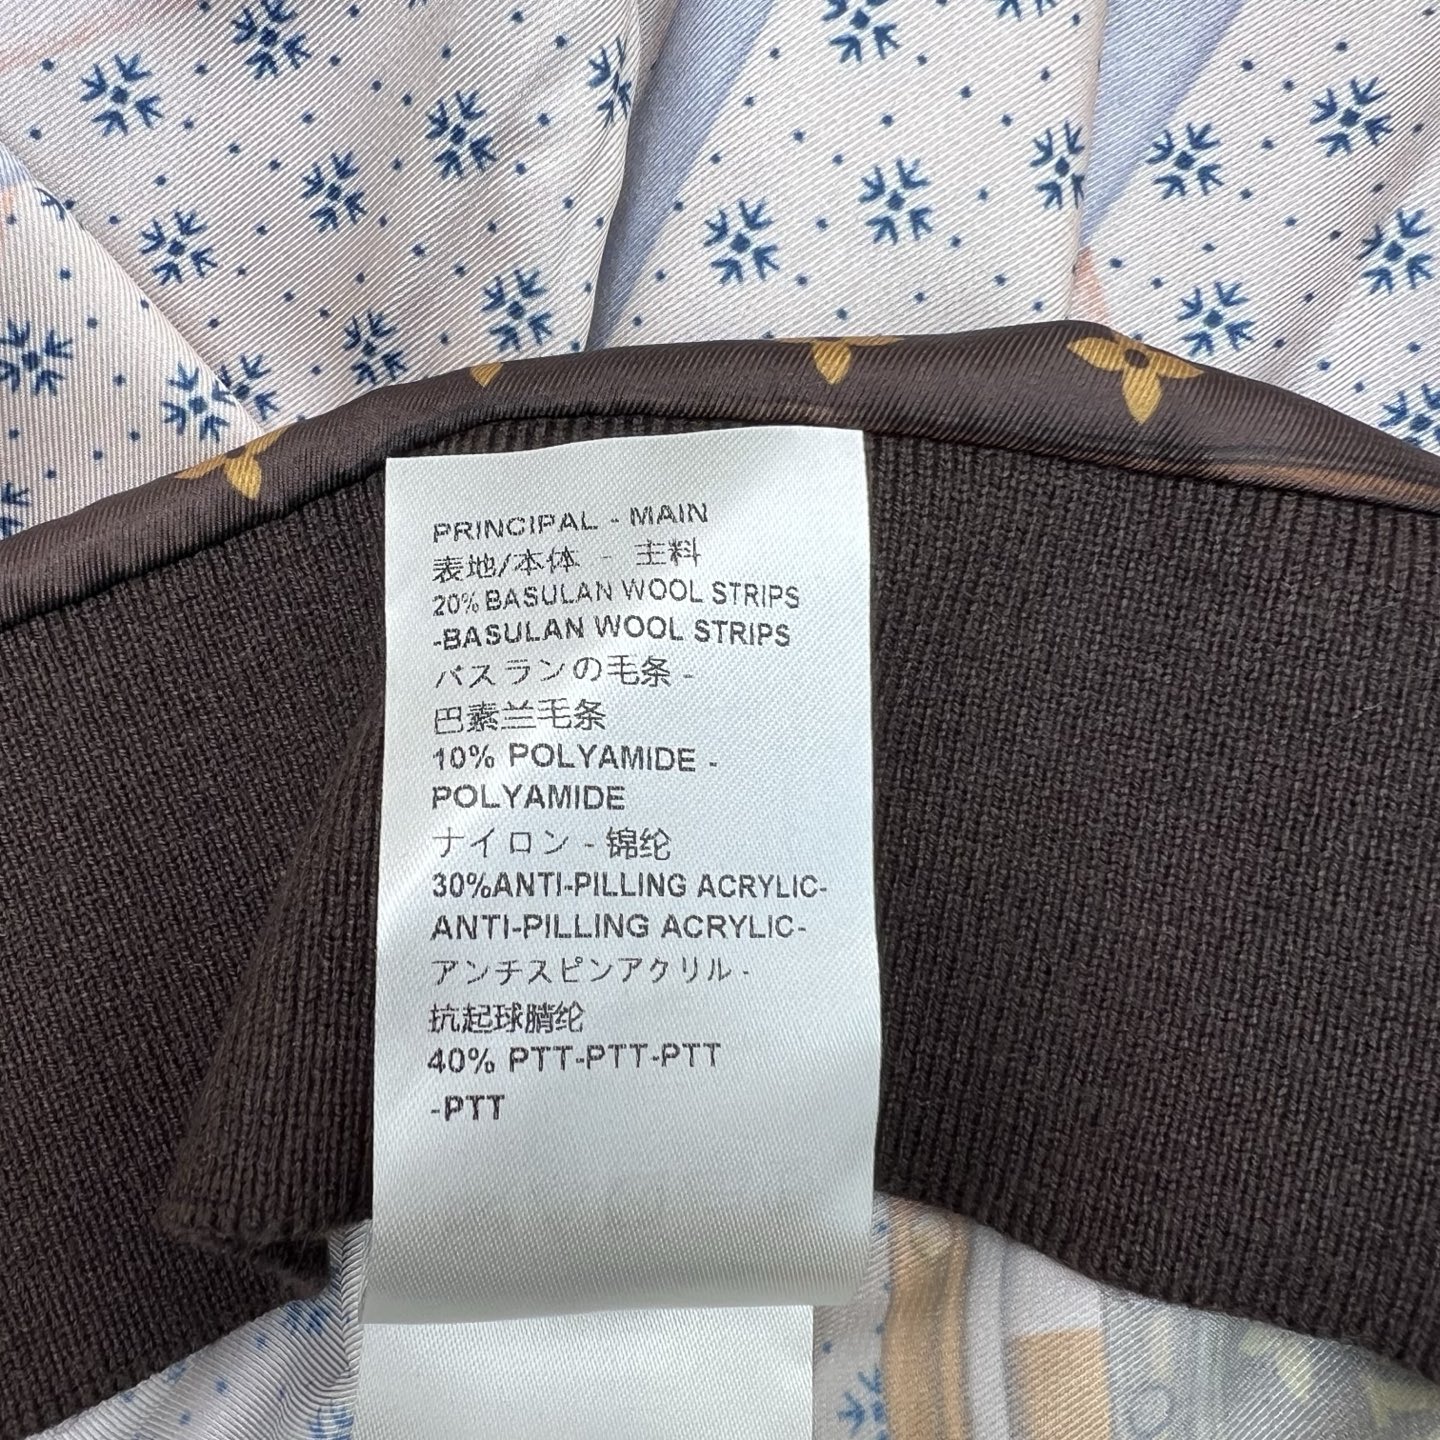 PRINCIPAL - MAIN
表地/本体 - 主料
20% BASULAN WOOL STRIPS
-BASULAN WOOL STRIPS
バスランの毛条 -
巴素兰毛条
10% POLYAMIDE -
POLYAMIDE
ナイロン - 锦纶
30%ANTI-PILLING ACRYLIC-
ANTI-PILLING ACRYLIC-
アンチスピンアクリル -
抗起球腈纶
40% PTT-PTT-PTT
-PTT